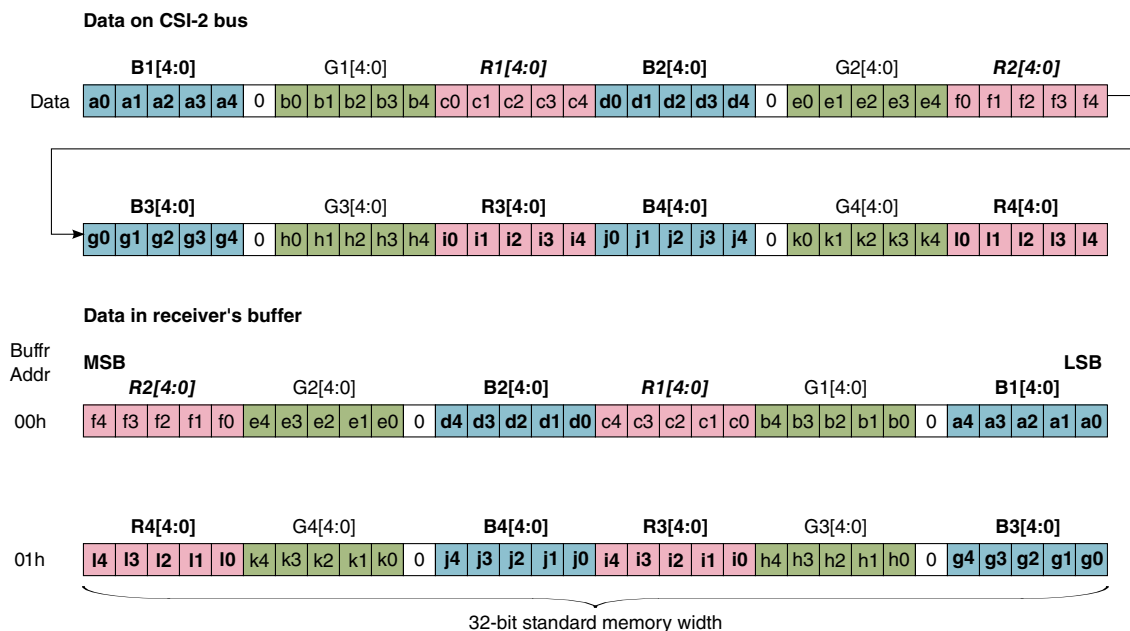 Data on CSI-2 bus
B1[4:0] G1[4:0] R1[4:0] B2[4:0] G2[4:0] R2[4:0]
Data a0 a1 a2 a3 a4 0 b0 b1 b2 b3 b4 c0 c1 c2 c3 c4 d0 d1 d2 d3 d4 0 e0 e1 e2 e3 e4 f0 f1 f2 f3 f4
B3[4:0] G3[4:0] R3[4:0] B4[4:0] G4[4:0] R4[4:0]
g0 g1 g2 g3 g4 0 h0 h1 h2 h3 h4 i0 i1 i2 i3 i4 j0 j1 j2 j3 j4 0 k0 k1 k2 k3 k4 l0 l1 l2 l3 l4
Data in receiver's buffer
Buffr
Addr
MSB LSB
R2[4:0] G2[4:0] B2[4:0] R1[4:0] G1[4:0] B1[4:0]
00h f4 f3 f2 f1 f0 e4 e3 e2 e1 e0 0 d4 d3 d2 d1 d0 c4 c3 c2 c1 c0 b4 b3 b2 b1 b0 0 a4 a3 a2 a1 a0
R4[4:0] G4[4:0] B4[4:0] R3[4:0] G3[4:0] B3[4:0]
01h l4 l3 l2 l1 l0 k4 k3 k2 k1 k0 0 j4 j3 j2 j1 j0 i4 i3 i2 i1 i0 h4 h3 h2 h1 h0 0 g4 g3 g2 g1 g0
32-bit standard memory width